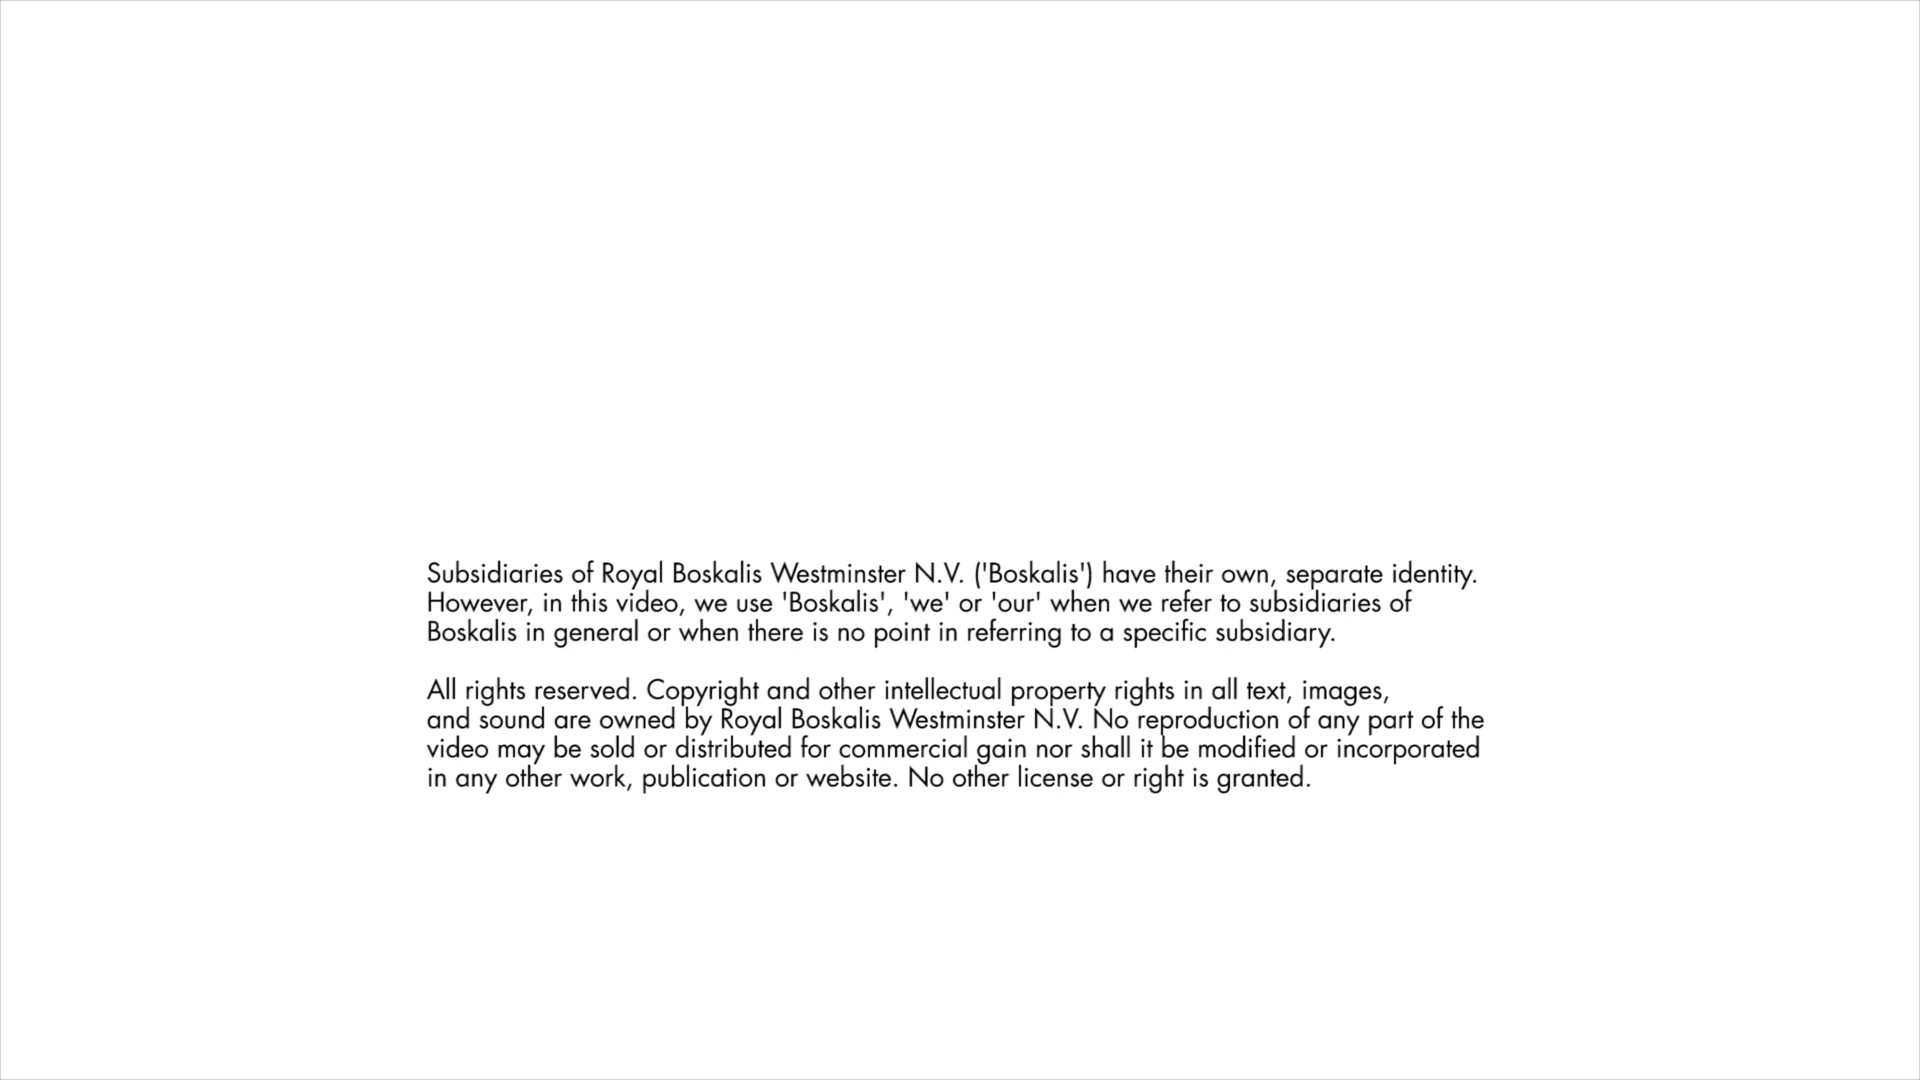 Subsidiaries of Royal Boskalis Westminster N.V. ('Boskalis') have their own, separate identity.
However, in this video, we use 'Boskalis', 'we' or 'our' when we refer to subsidiaries of
Boskalis in general or when there is no point in referring to a specific subsidiary.
All rights reserved. Copyright and other intellectual property rights in all text, images,
and sound are owned by Royal Boskalis Westminster N.V. No reproduction of any part of the
video may be sold or distributed for commercial gain nor shall it be modified or incorporated
in any other work, publication or website. No other license or right is granted.